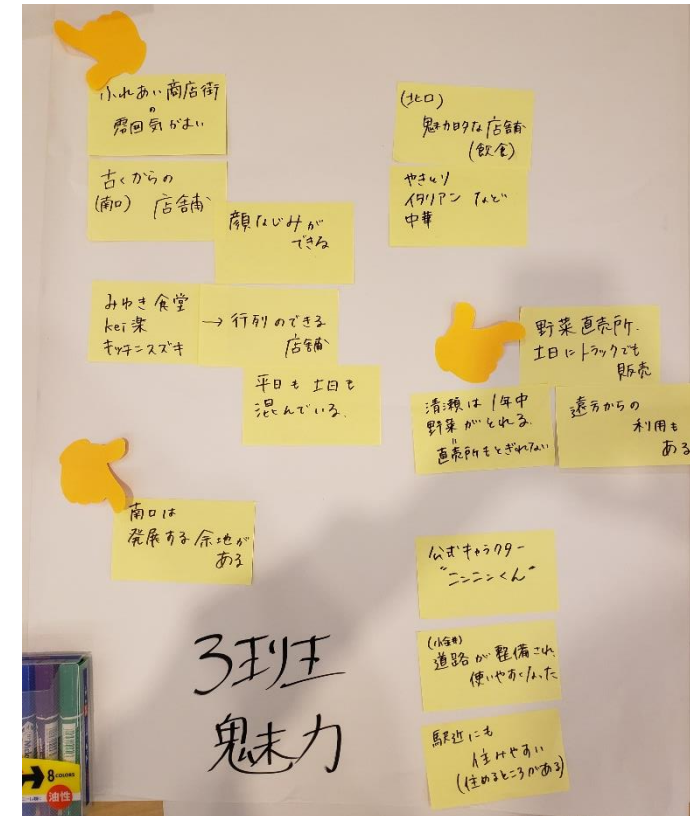 ふれあい商店街
の
雰囲気がよい
古くからの
(南口) 店舗
顔なじみが
できる
みゆき食堂
kei楽
キッチンスズキ
→ 行列のできる
店舗
平日も土日も
混んでいる.
南口は
発展する余地が
ある
(北口)
魅力的な店舗
(飲食)
やきとり
イタリアン など
中華
野菜直売所.
土日にトラックでも
販売
清瀬は1年中
野菜がとれる.
〃
直売所もとぎれない
遠方からの
利用も
ある
公式キャラクター
"ニンニンくん"
(小金井)
道路が整備され,
使いやすくなった
駅近にも
住みやすい
(住めるところがある)
3班
魅力
8 COLORS
油性